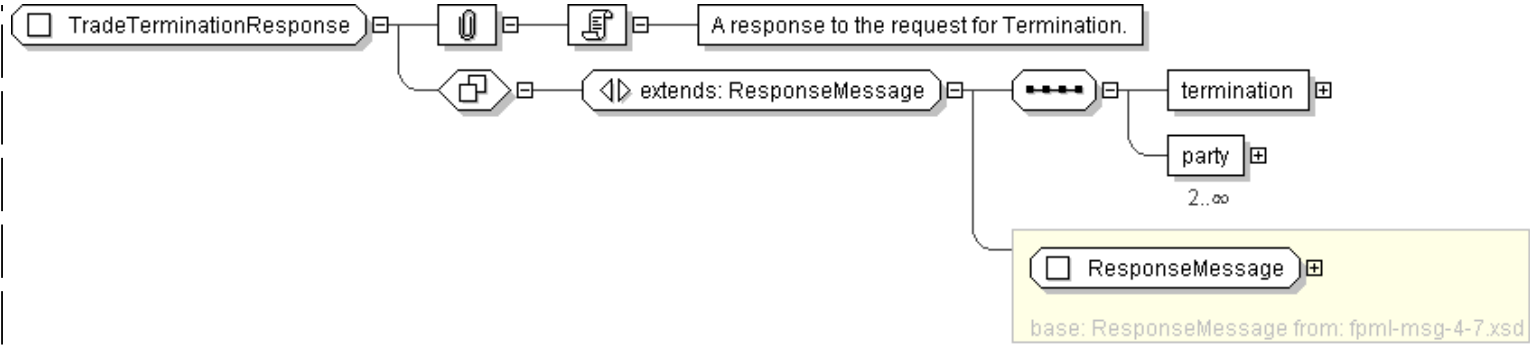 TradeTerminationResponse
A response to the request for Termination.
extends: ResponseMessage
termination
party
2..∞
ResponseMessage
base: ResponseMessage from: fpml-msg-4-7.xsd